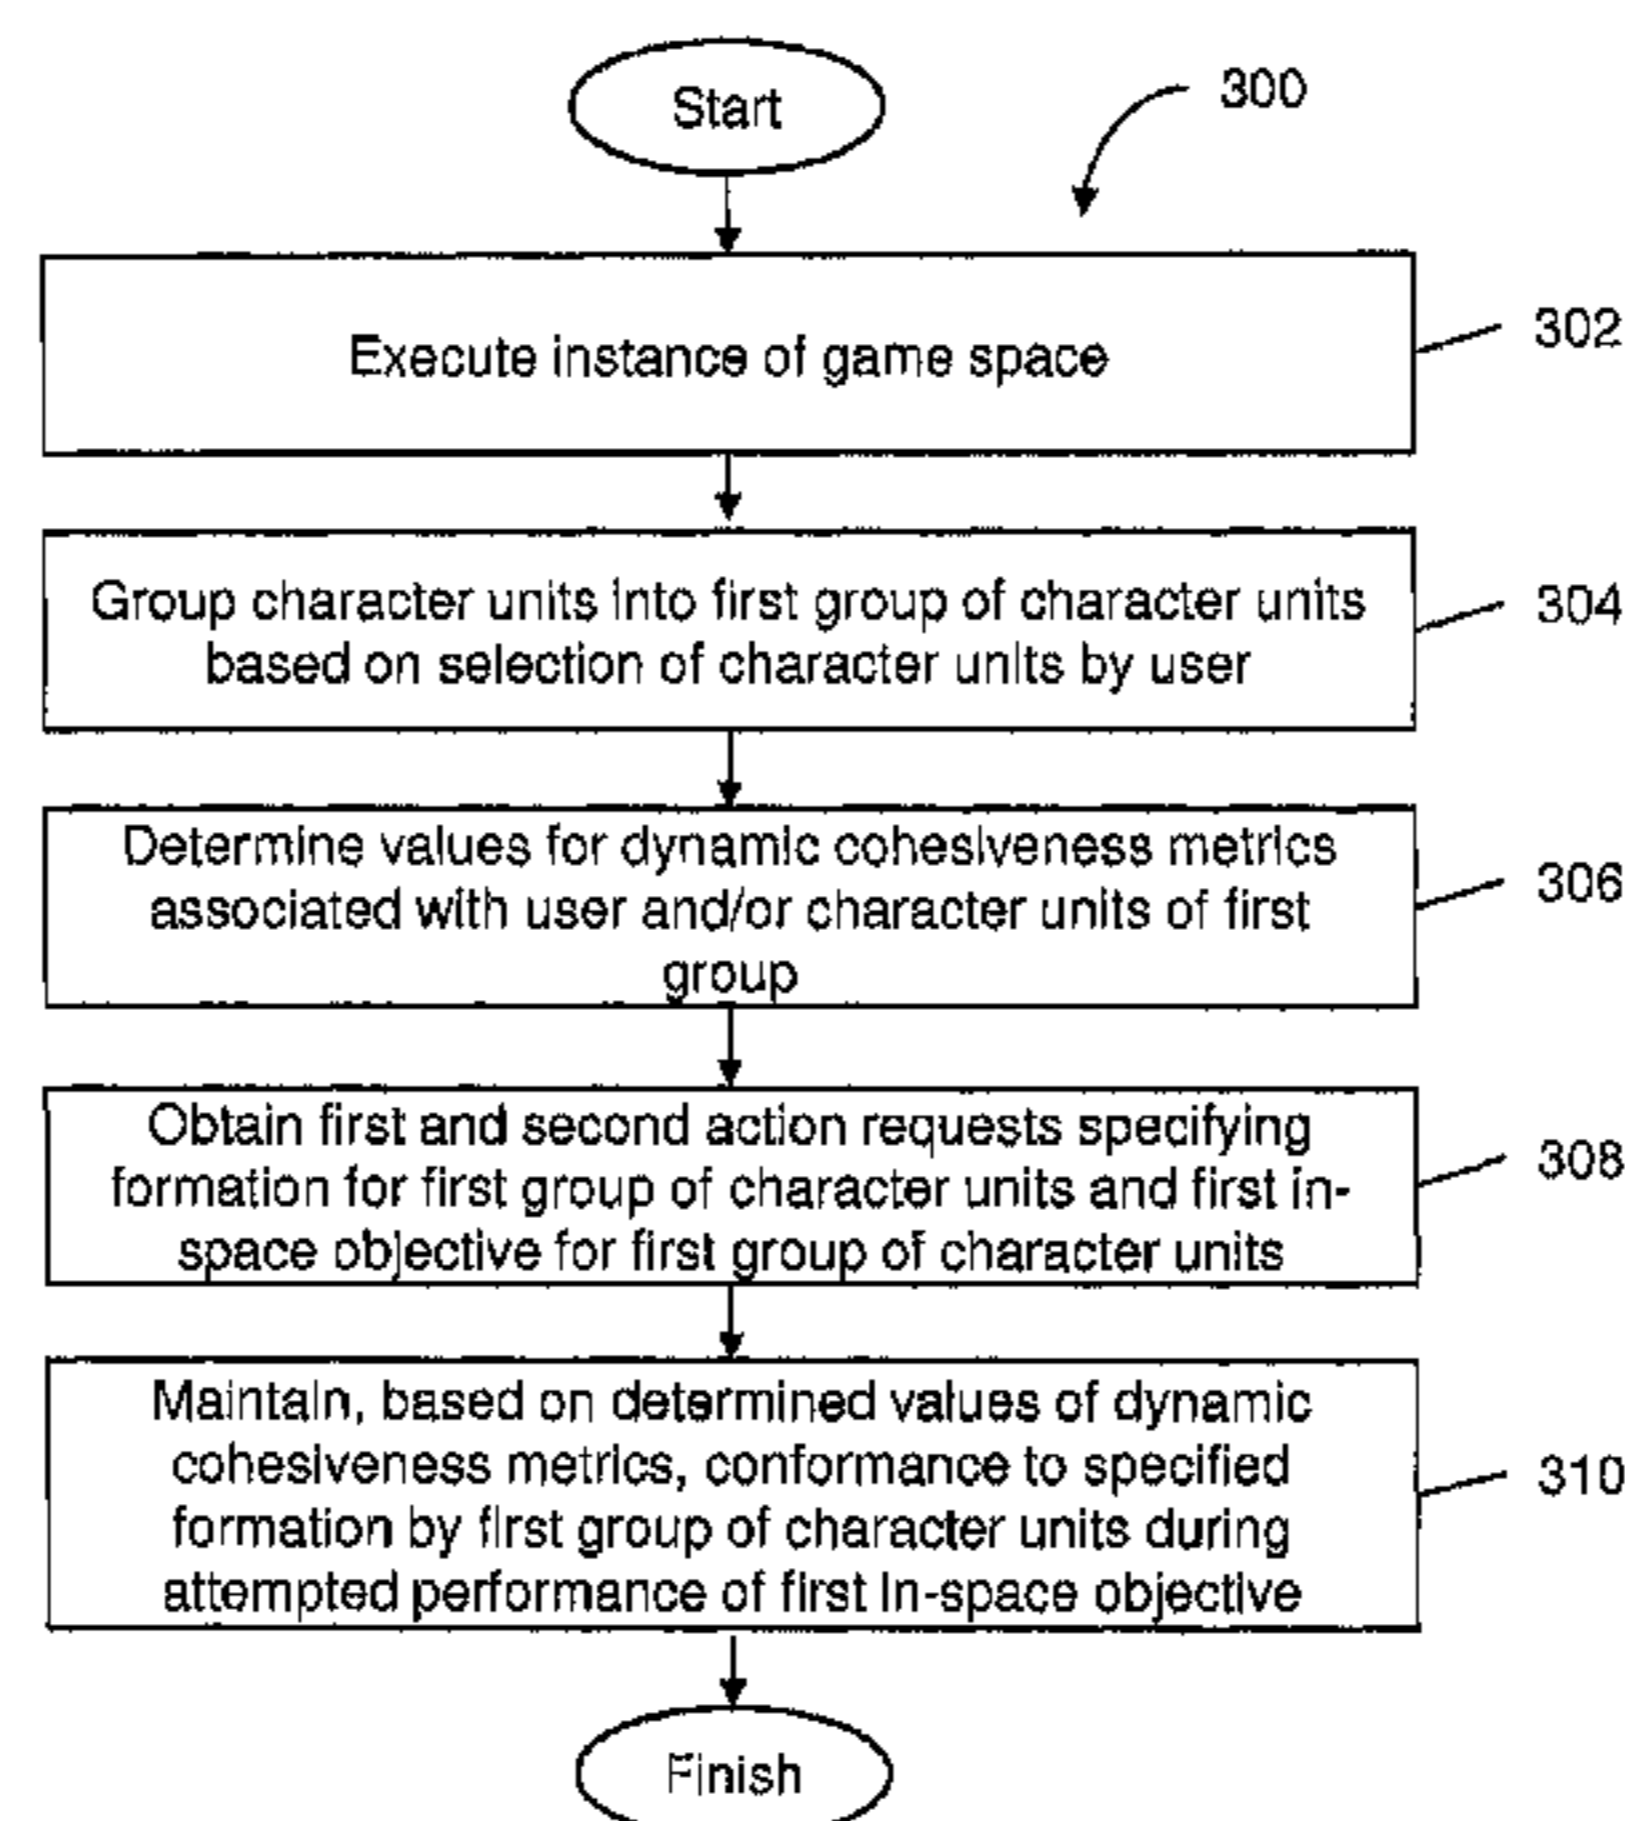 Start
300
Execute instance of game space
302
Group character units into first group of character units
based on selection of character units by user
304
Determine values for dynamic cohesiveness metrics
associated with user and/or character units of first
group
306
Obtain first and second action requests specifying
formation for first group of character units and first in-
space objective for first group of character units
308
Maintain, based on determined values of dynamic
cohesiveness metrics, conformance to specified
formation by first group of character units during
attempted performance of first in-space objective
310
Finish